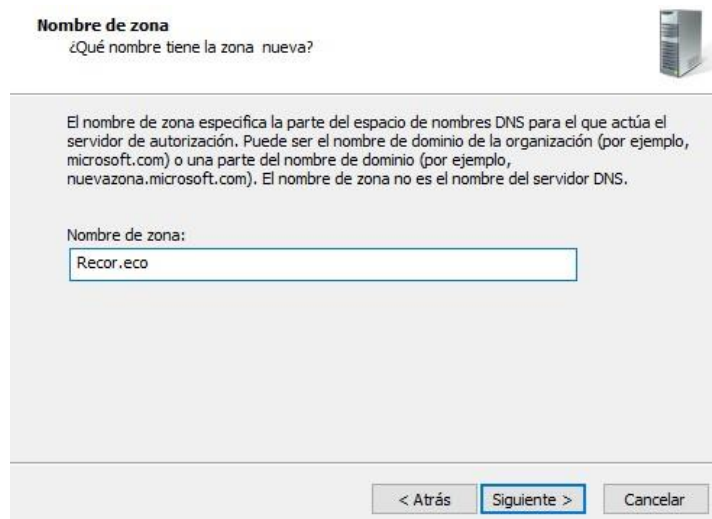 Nombre de zona
¿Qué nombre tiene la zona nueva?
El nombre de zona especifica la parte del espacio de nombres DNS para el que actúa el
servidor de autorización. Puede ser el nombre de dominio de la organización (por ejemplo,
microsoft.com) o una parte del nombre de dominio (por ejemplo,
nuevazona.microsoft.com). El nombre de zona no es el nombre del servidor DNS.
Nombre de zona:
Recor.eco
< Atrás Siguiente > Cancelar